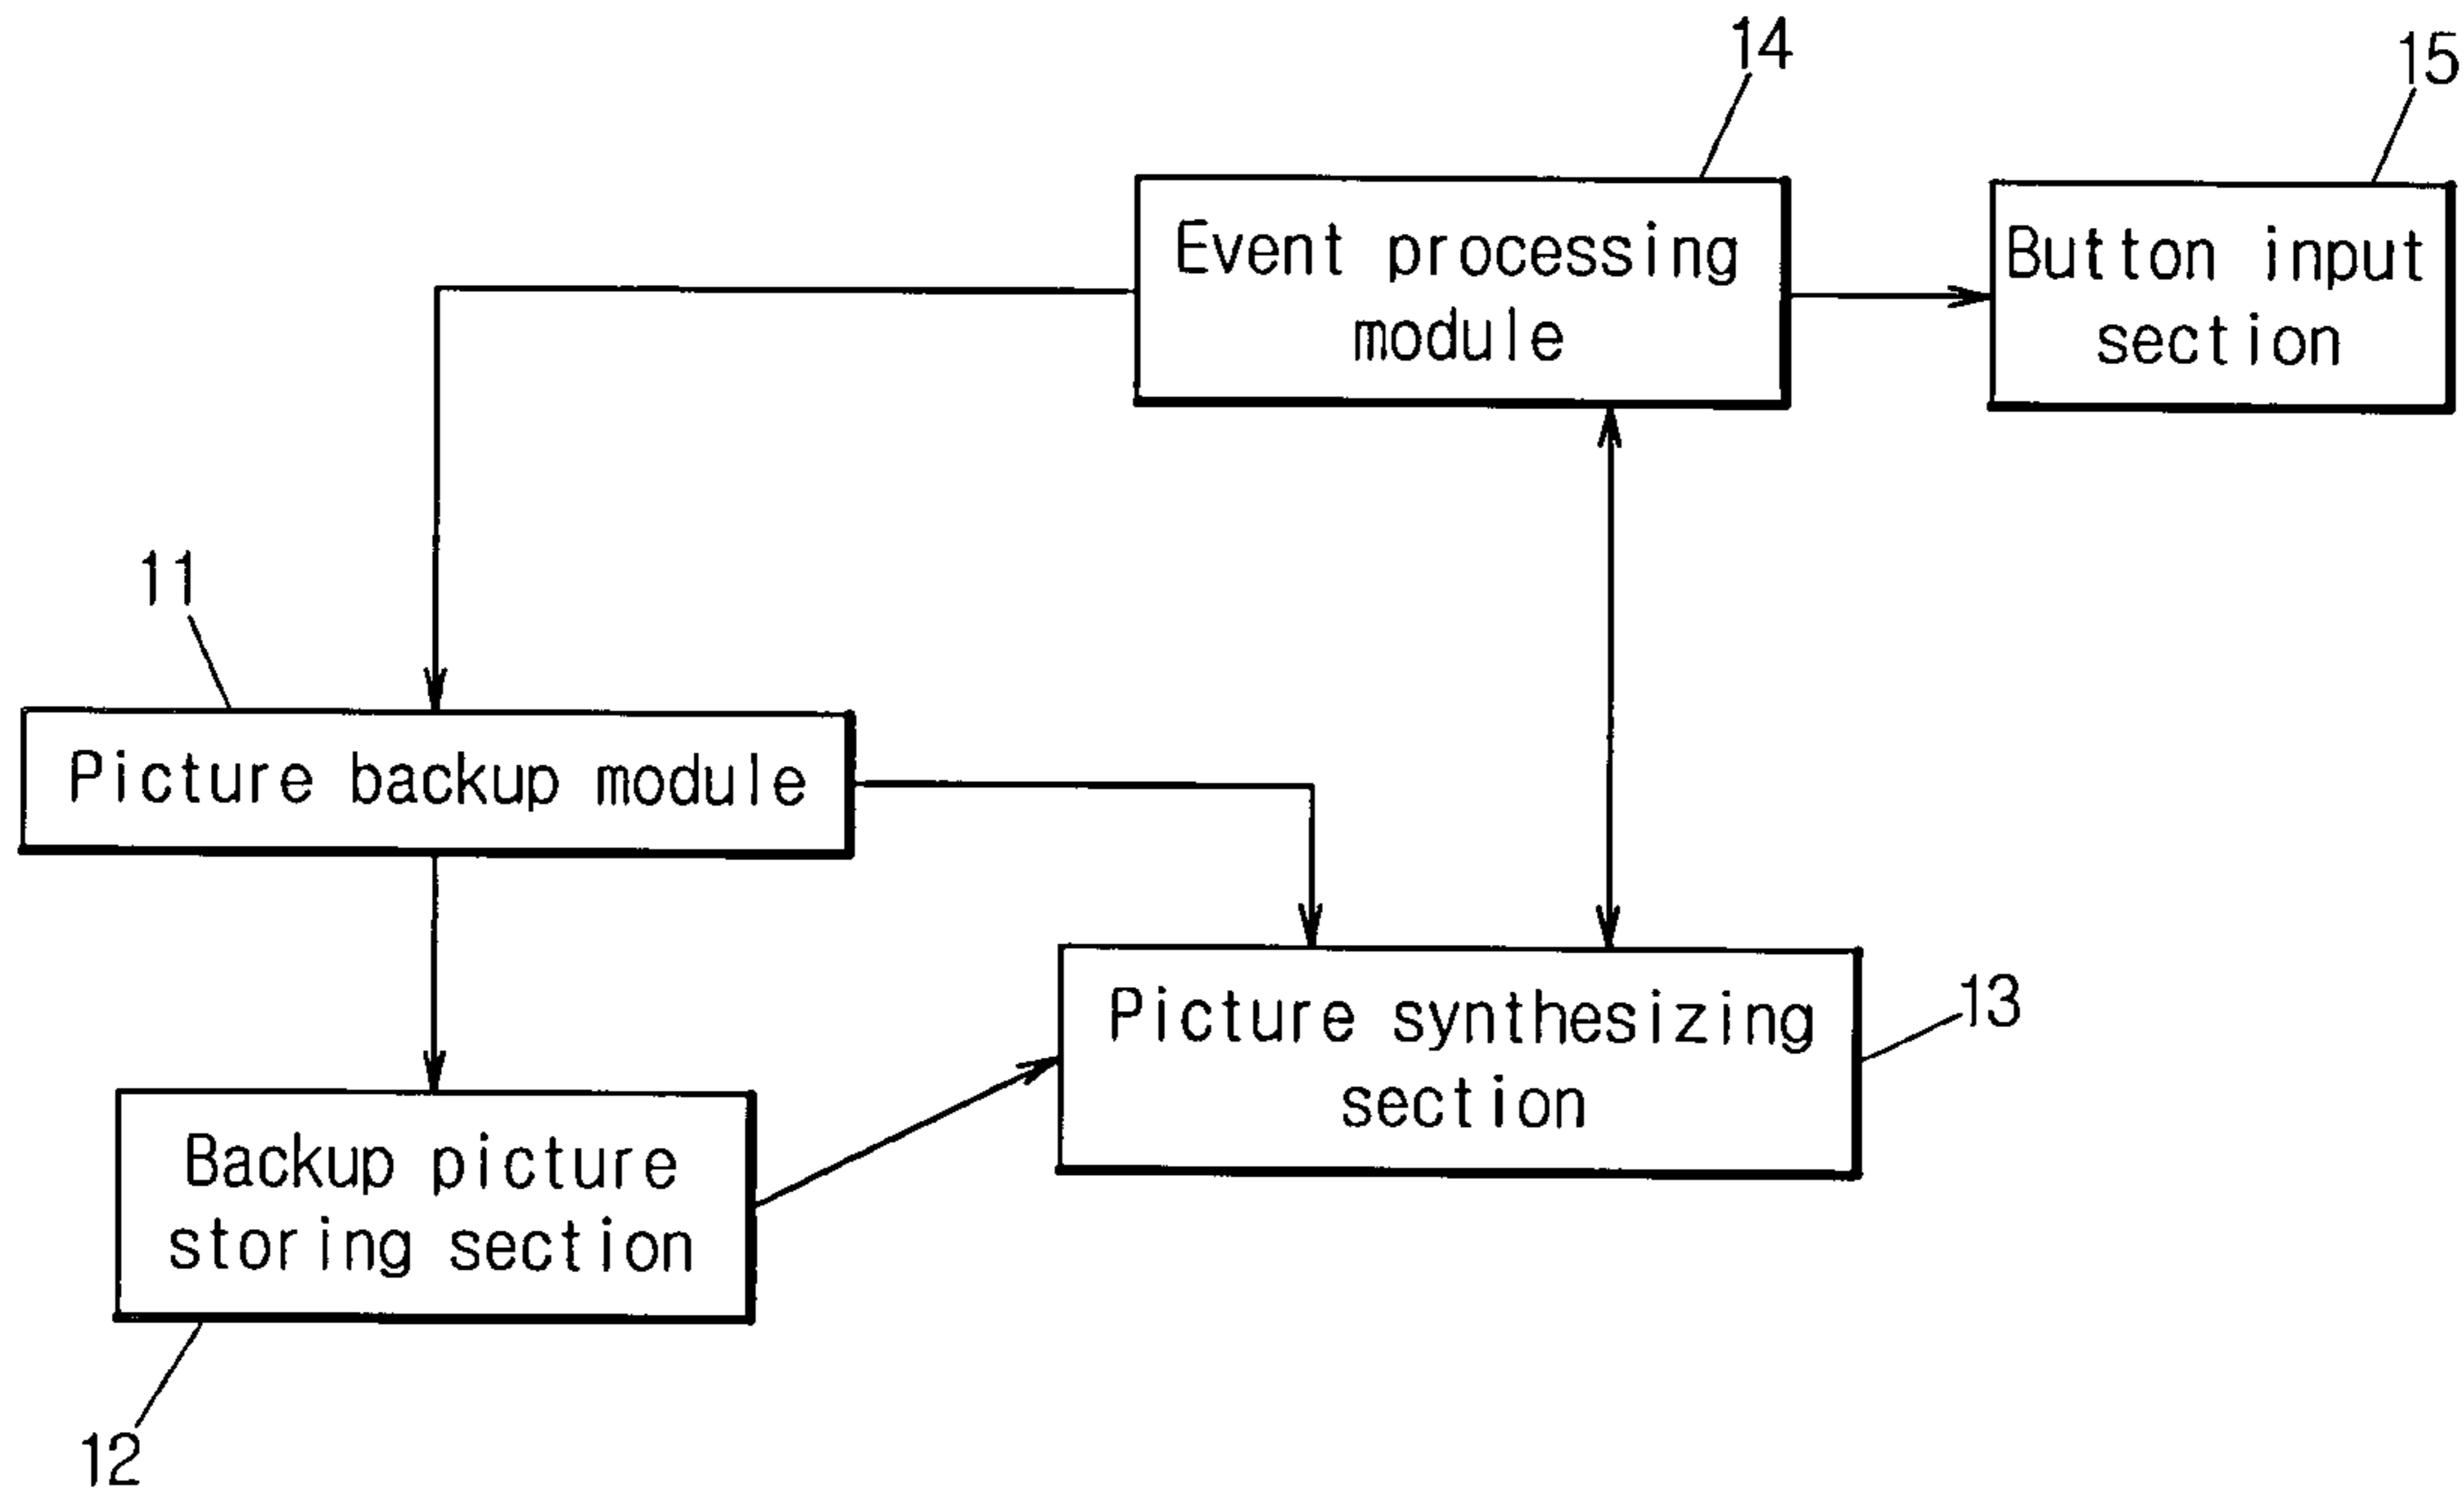 14
15
Event processing
module
Button input
section
11
Picture backup module
Picture synthesizing
section
13
Backup picture
storing section
12